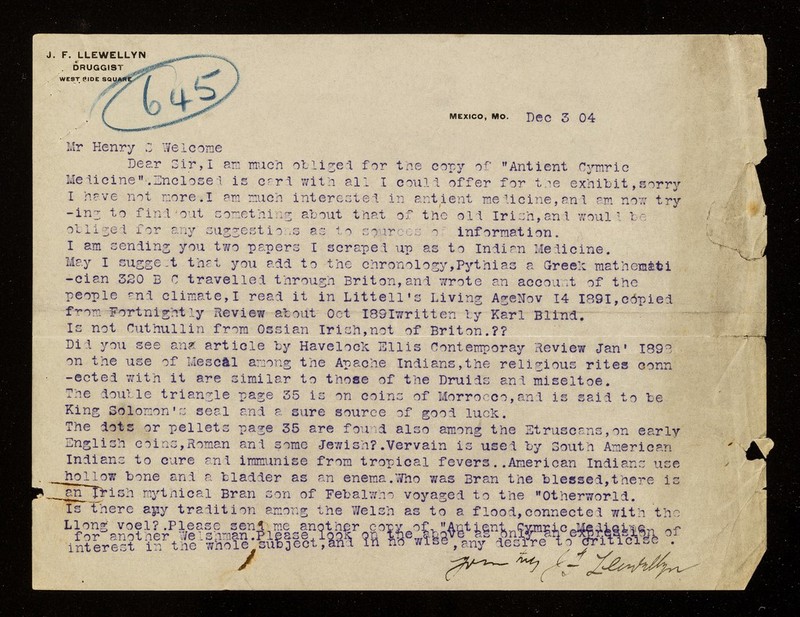 J. F. LLEWELLYN
DRUGGIST
WEST SIDE SQUARE
645
MEXICO, MO. Dec 3 04
Mr Henry S Welcome
Dear Sir,I am much obliged for the copy of "Antient Cymric
Medicine".Enclosed is card with all I could offer for the exhibit,sorry
I have not more.I am much interested in antient medicine,and am now try
-ing to find out something about that of the old Irish,and would be
obliged for any suggestions as to sources of information.
I am sending you two papers I scraped up as to Indian Medicine.
May I suggest that you add to the chronology,Pythias a Greek mathemati
-cian 320 B C travelled through Briton,and wrote an account of the
people and climate,I read it in Littell's Living AgeNov 14 I89I,copied
from Fortnightly Review about Oct I89Iwritten by Karl Blind.
Is not Cuthullin from Ossian Irish,not of Briton.??
Did you see ana article by Havelock Ellis Contemporay Review Jan' 1898
on the use of Mescal among the Apache Indians,the religious rites conn
-ected with it are similar to those of the Druids and miseltoe.
The double triangle page 35 is on coins of Morrocco,and is said to be
King Solomon's seal and a sure source of good luck.
The dots or pellets page 35 are found also among the Etruscans,on early
English coins,Roman and some Jewish?.Vervain is used by South American
Indians to cure and immunise from tropical fevers..American Indians use
hollow bone and a bladder as an enema.Who was Bran the blessed,there is
an Irish mythical Bran son of Febalwho voyaged to the "Otherworld.
Is there any tradition among the Welsh as to a flood,connected with the
Llong voel?.Please send me another copy of "Antient Cymric Medicine
for another Welshman.Please look on the above as only an expression of
interest in the whole subject,and in no wise,any desire to criticise .
Llewellyn